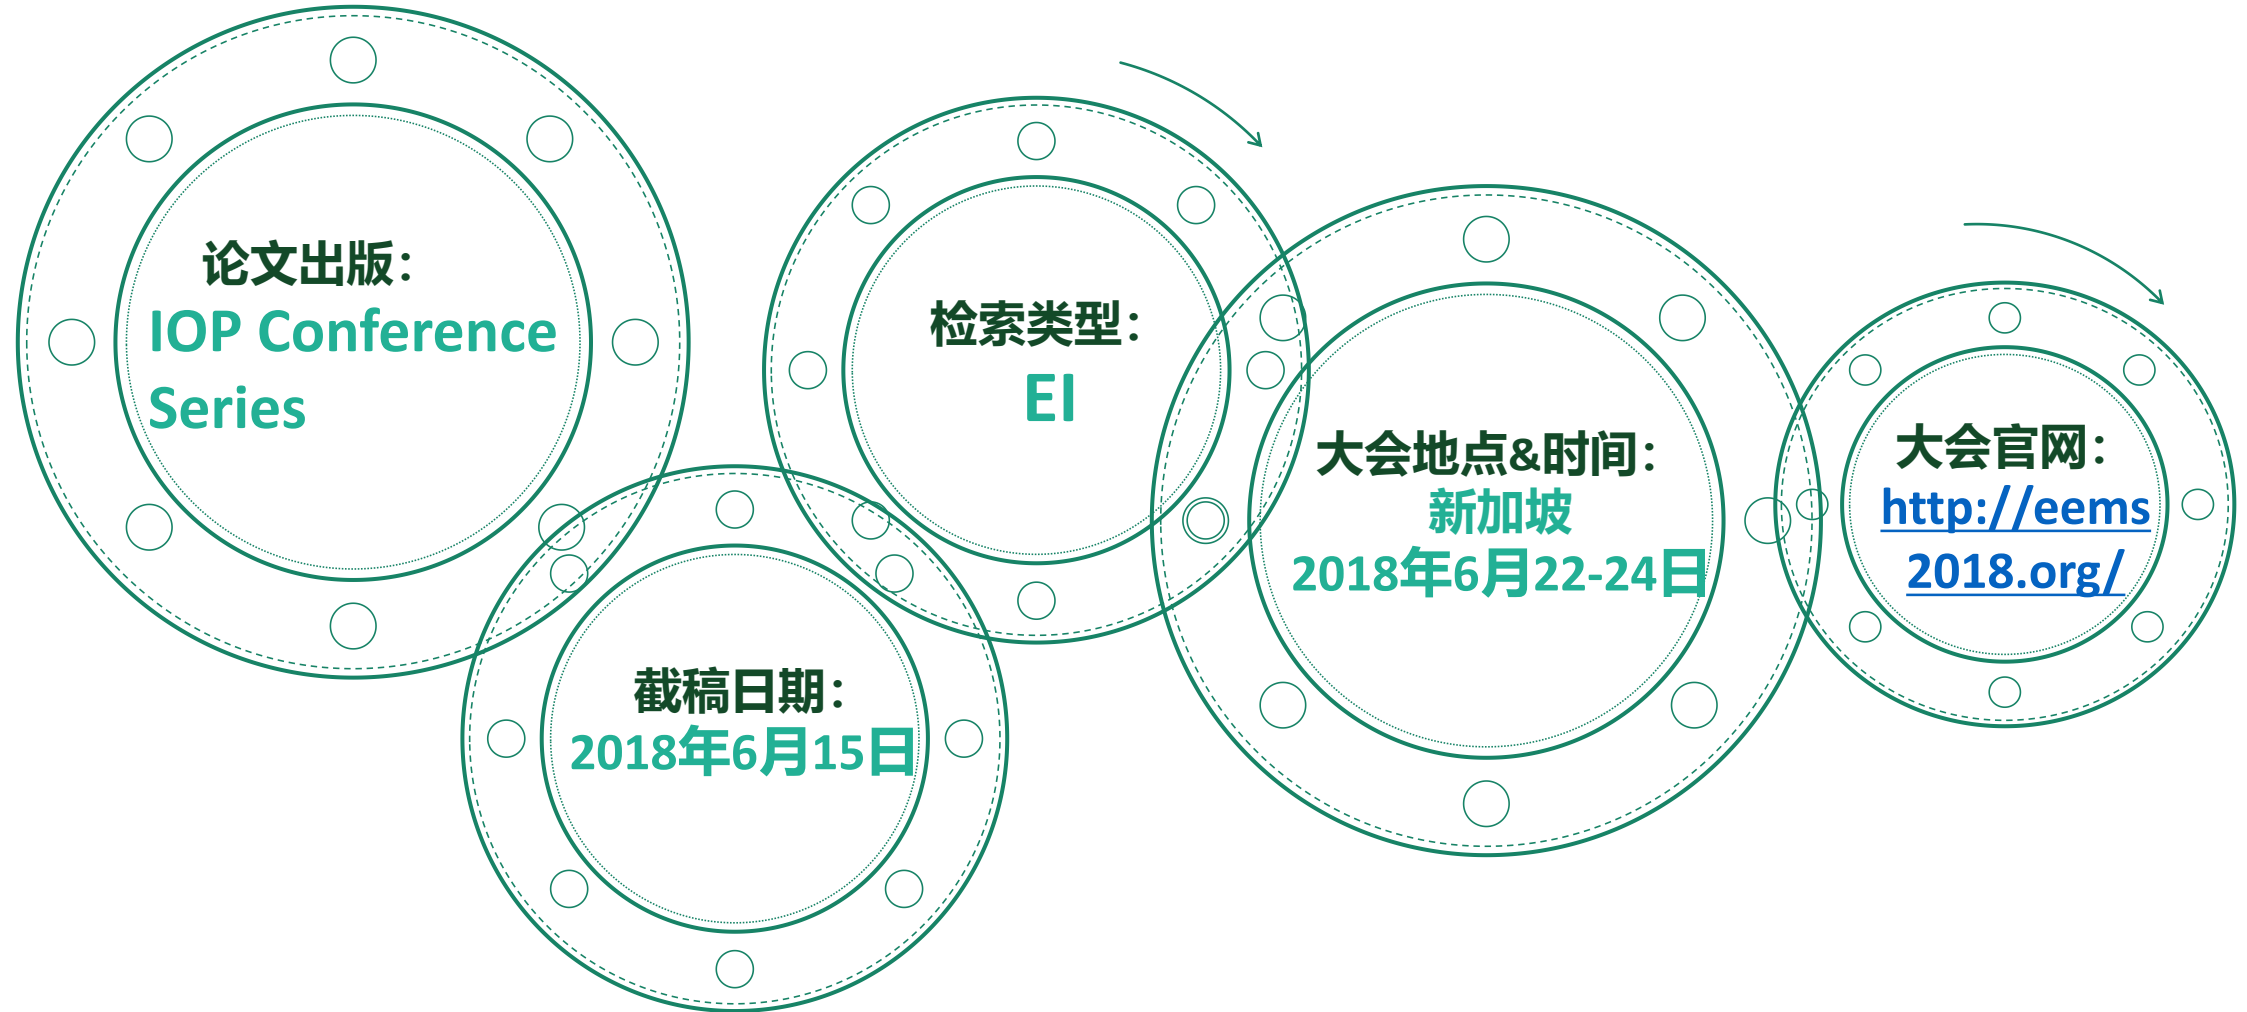 论文出版：
IOP Conference
Series
截稿日期：
2018年6月15日
检索类型：
EI
大会地点&时间：
新加坡
2018年6月22-24日
大会官网：
http://eems
2018.org/